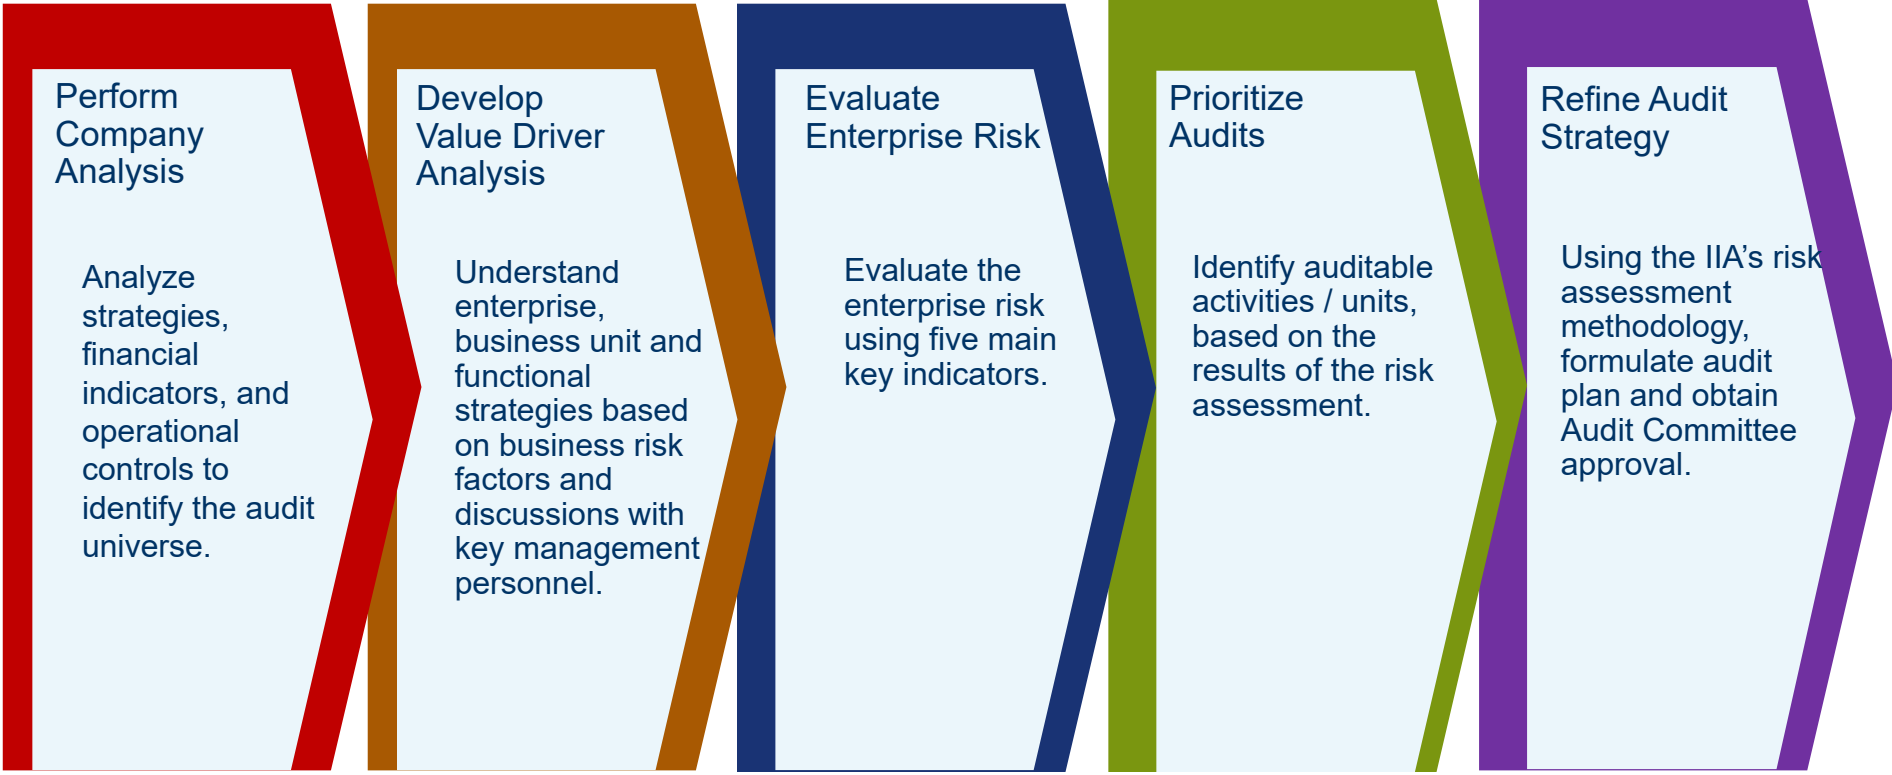 Perform
Company
Analysis
Analyze
strategies,
financial
indicators, and
operational
controls to
identify the audit
universe.
Develop
Value Driver
Analysis
Understand
enterprise,
business unit and
functional
strategies based
on business risk
factors and
discussions with
key management
personnel.
Evaluate
Enterprise Risk
Evaluate the
enterprise risk
using five main
key indicators.
Prioritize
Audits
Identify auditable
activities / units,
based on the
results of the risk
assessment.
Refine Audit
Strategy
Using the IIA’s risk
assessment
methodology,
formulate audit
plan and obtain
Audit Committee
approval.